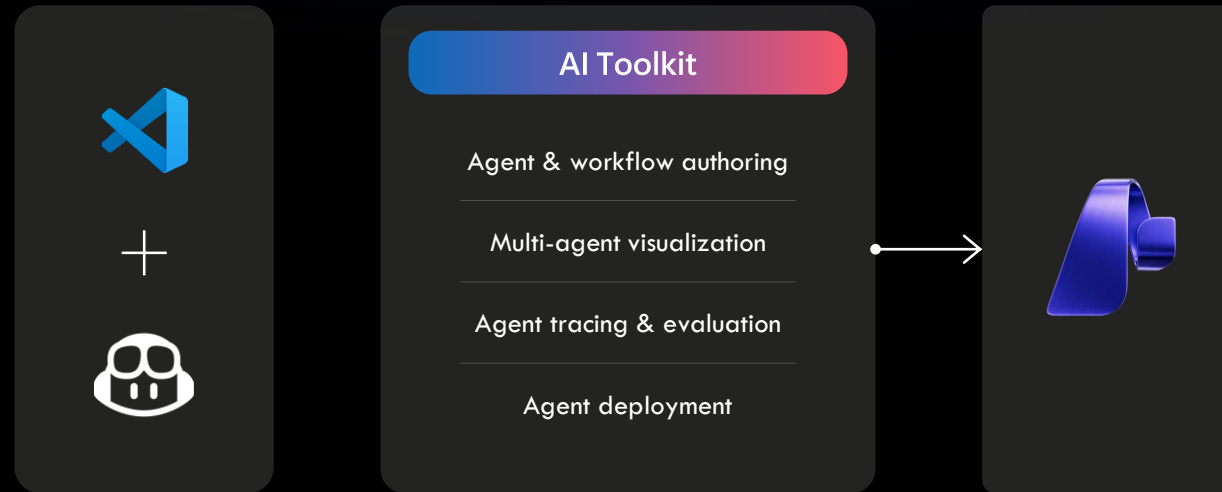 AI Toolkit
Agent & workflow authoring
Multi-agent visualization
Agent tracing & evaluation
Agent deployment